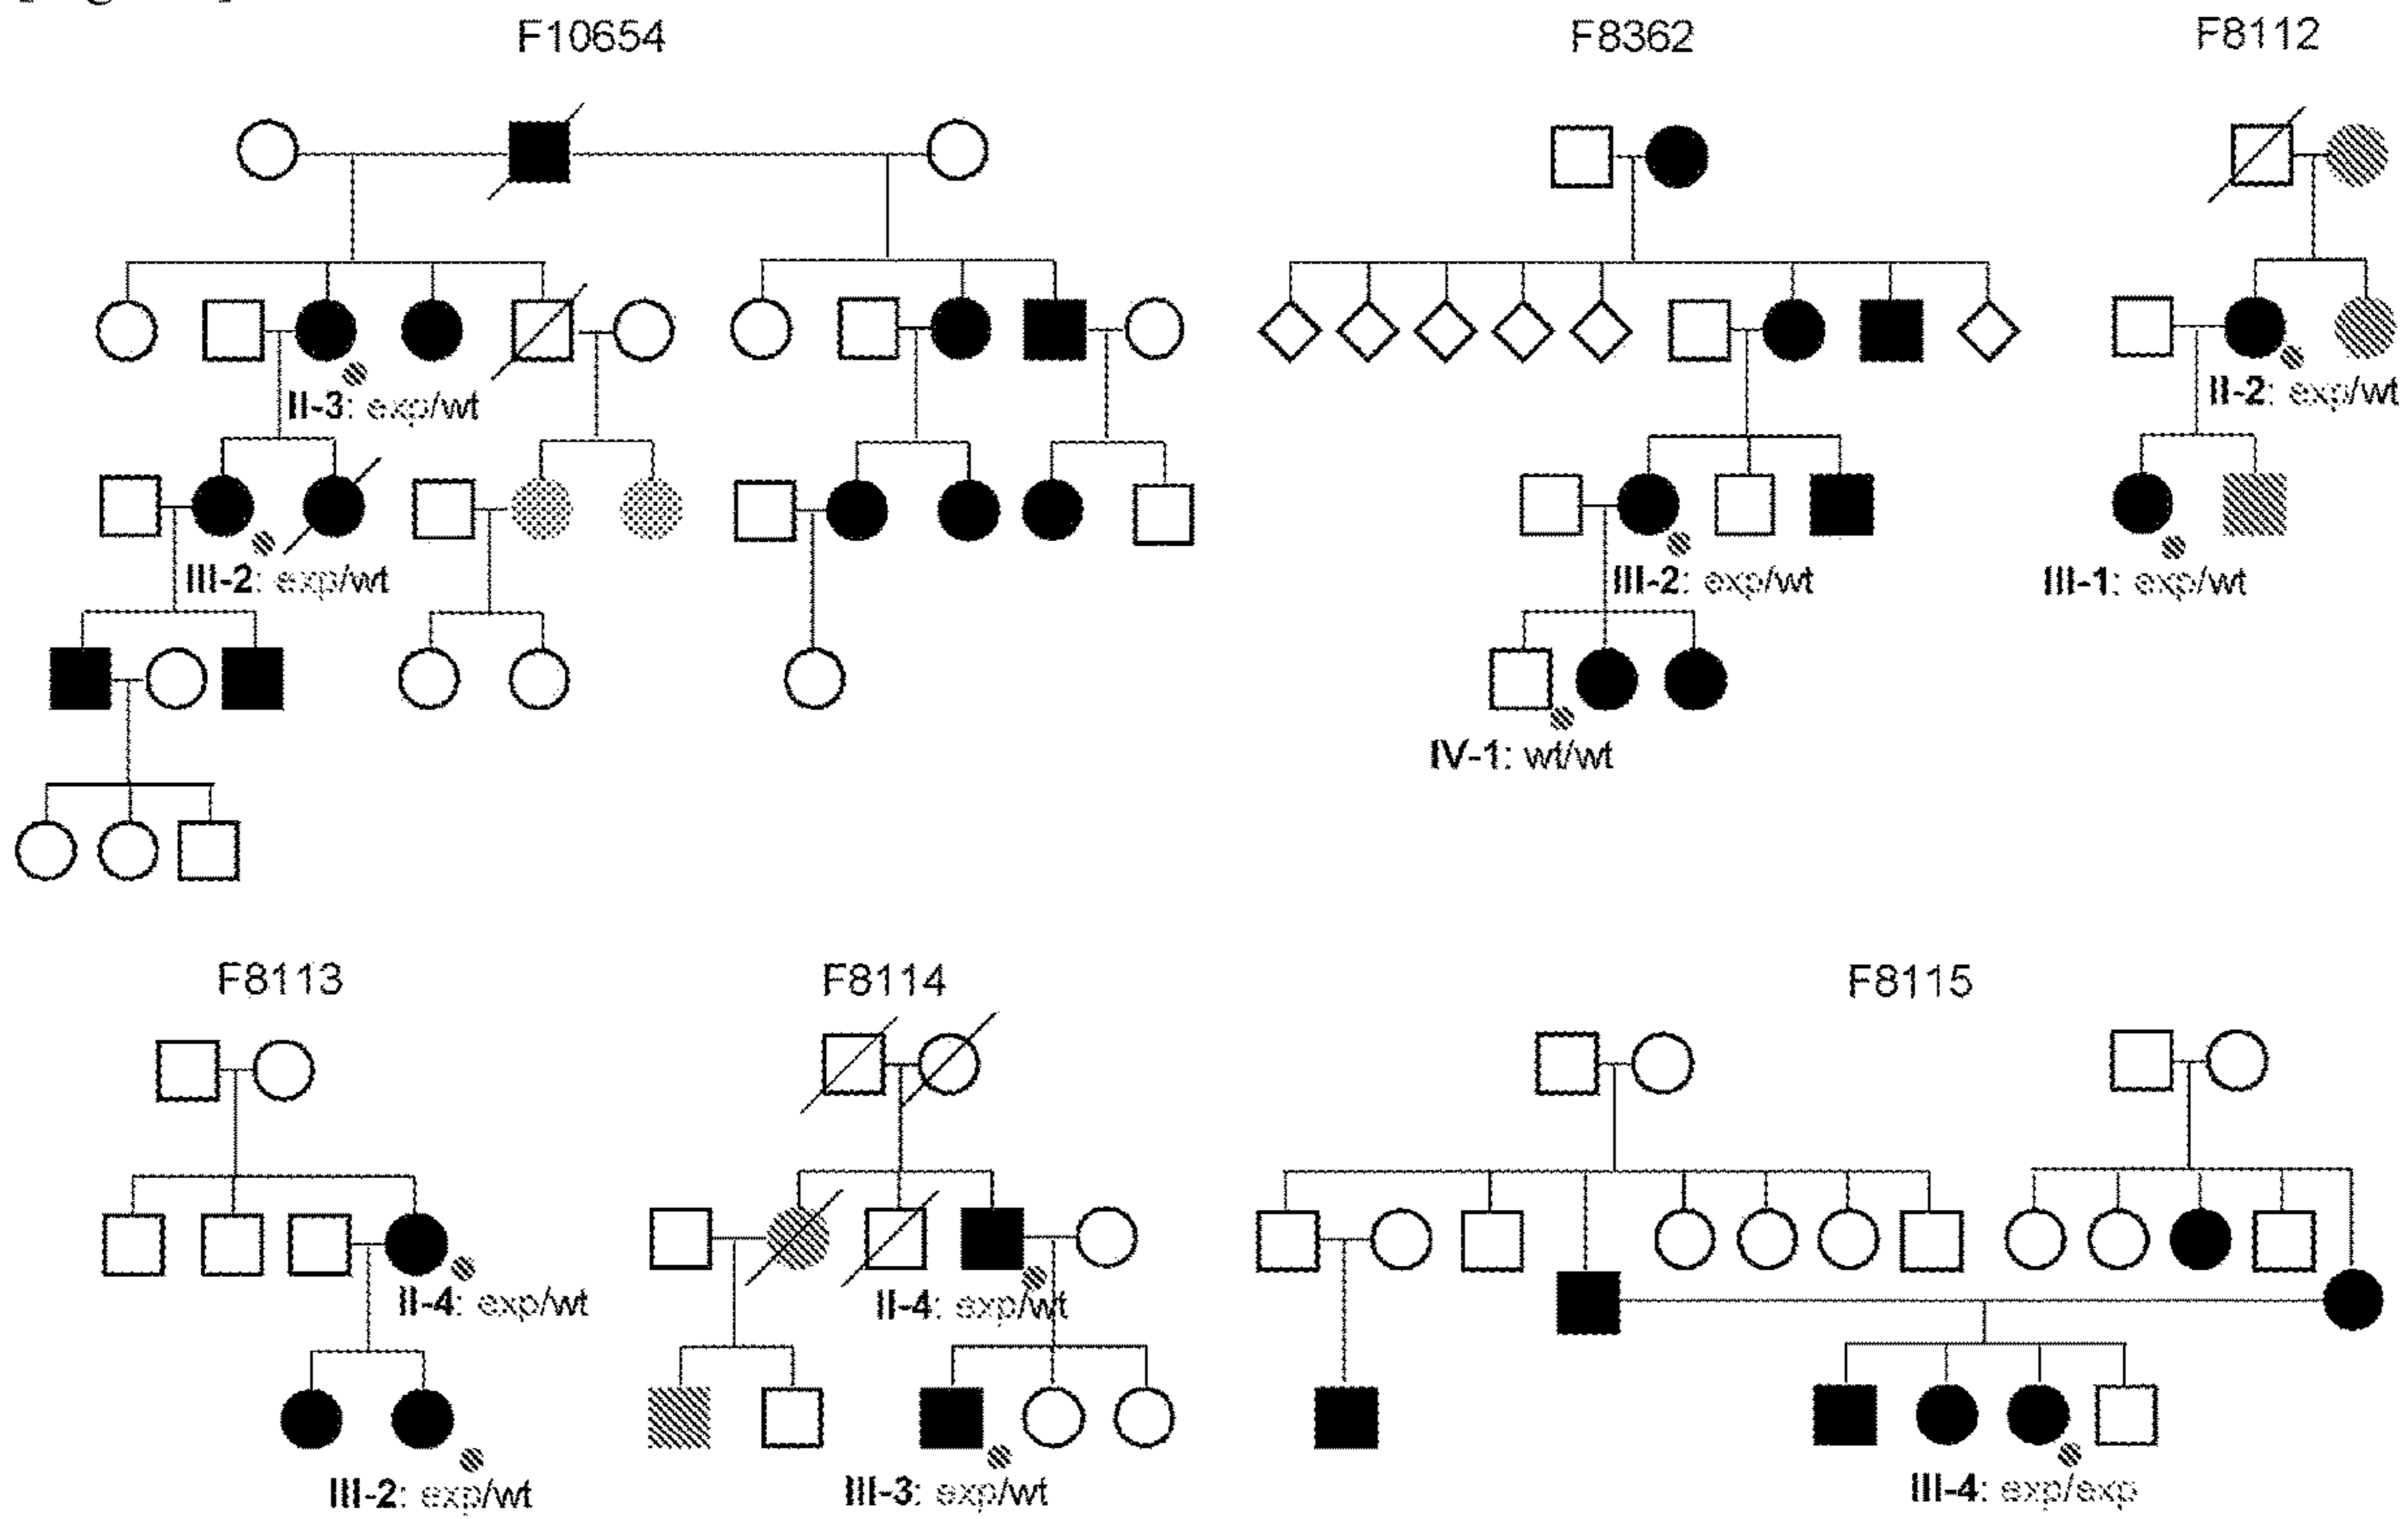 F10654
F8362
F8112
II-3: exp/wt
II-2: exp/wt
III-2: exp/wt
III-2: exp/wt
III-1: exp/wt
IV-1: wt/wt
F8113
F8114
F8115
II-4: exp/wt
II-4: exp/wt
III-2: exp/wt
III-3: exp/wt
III-4: exp/exp